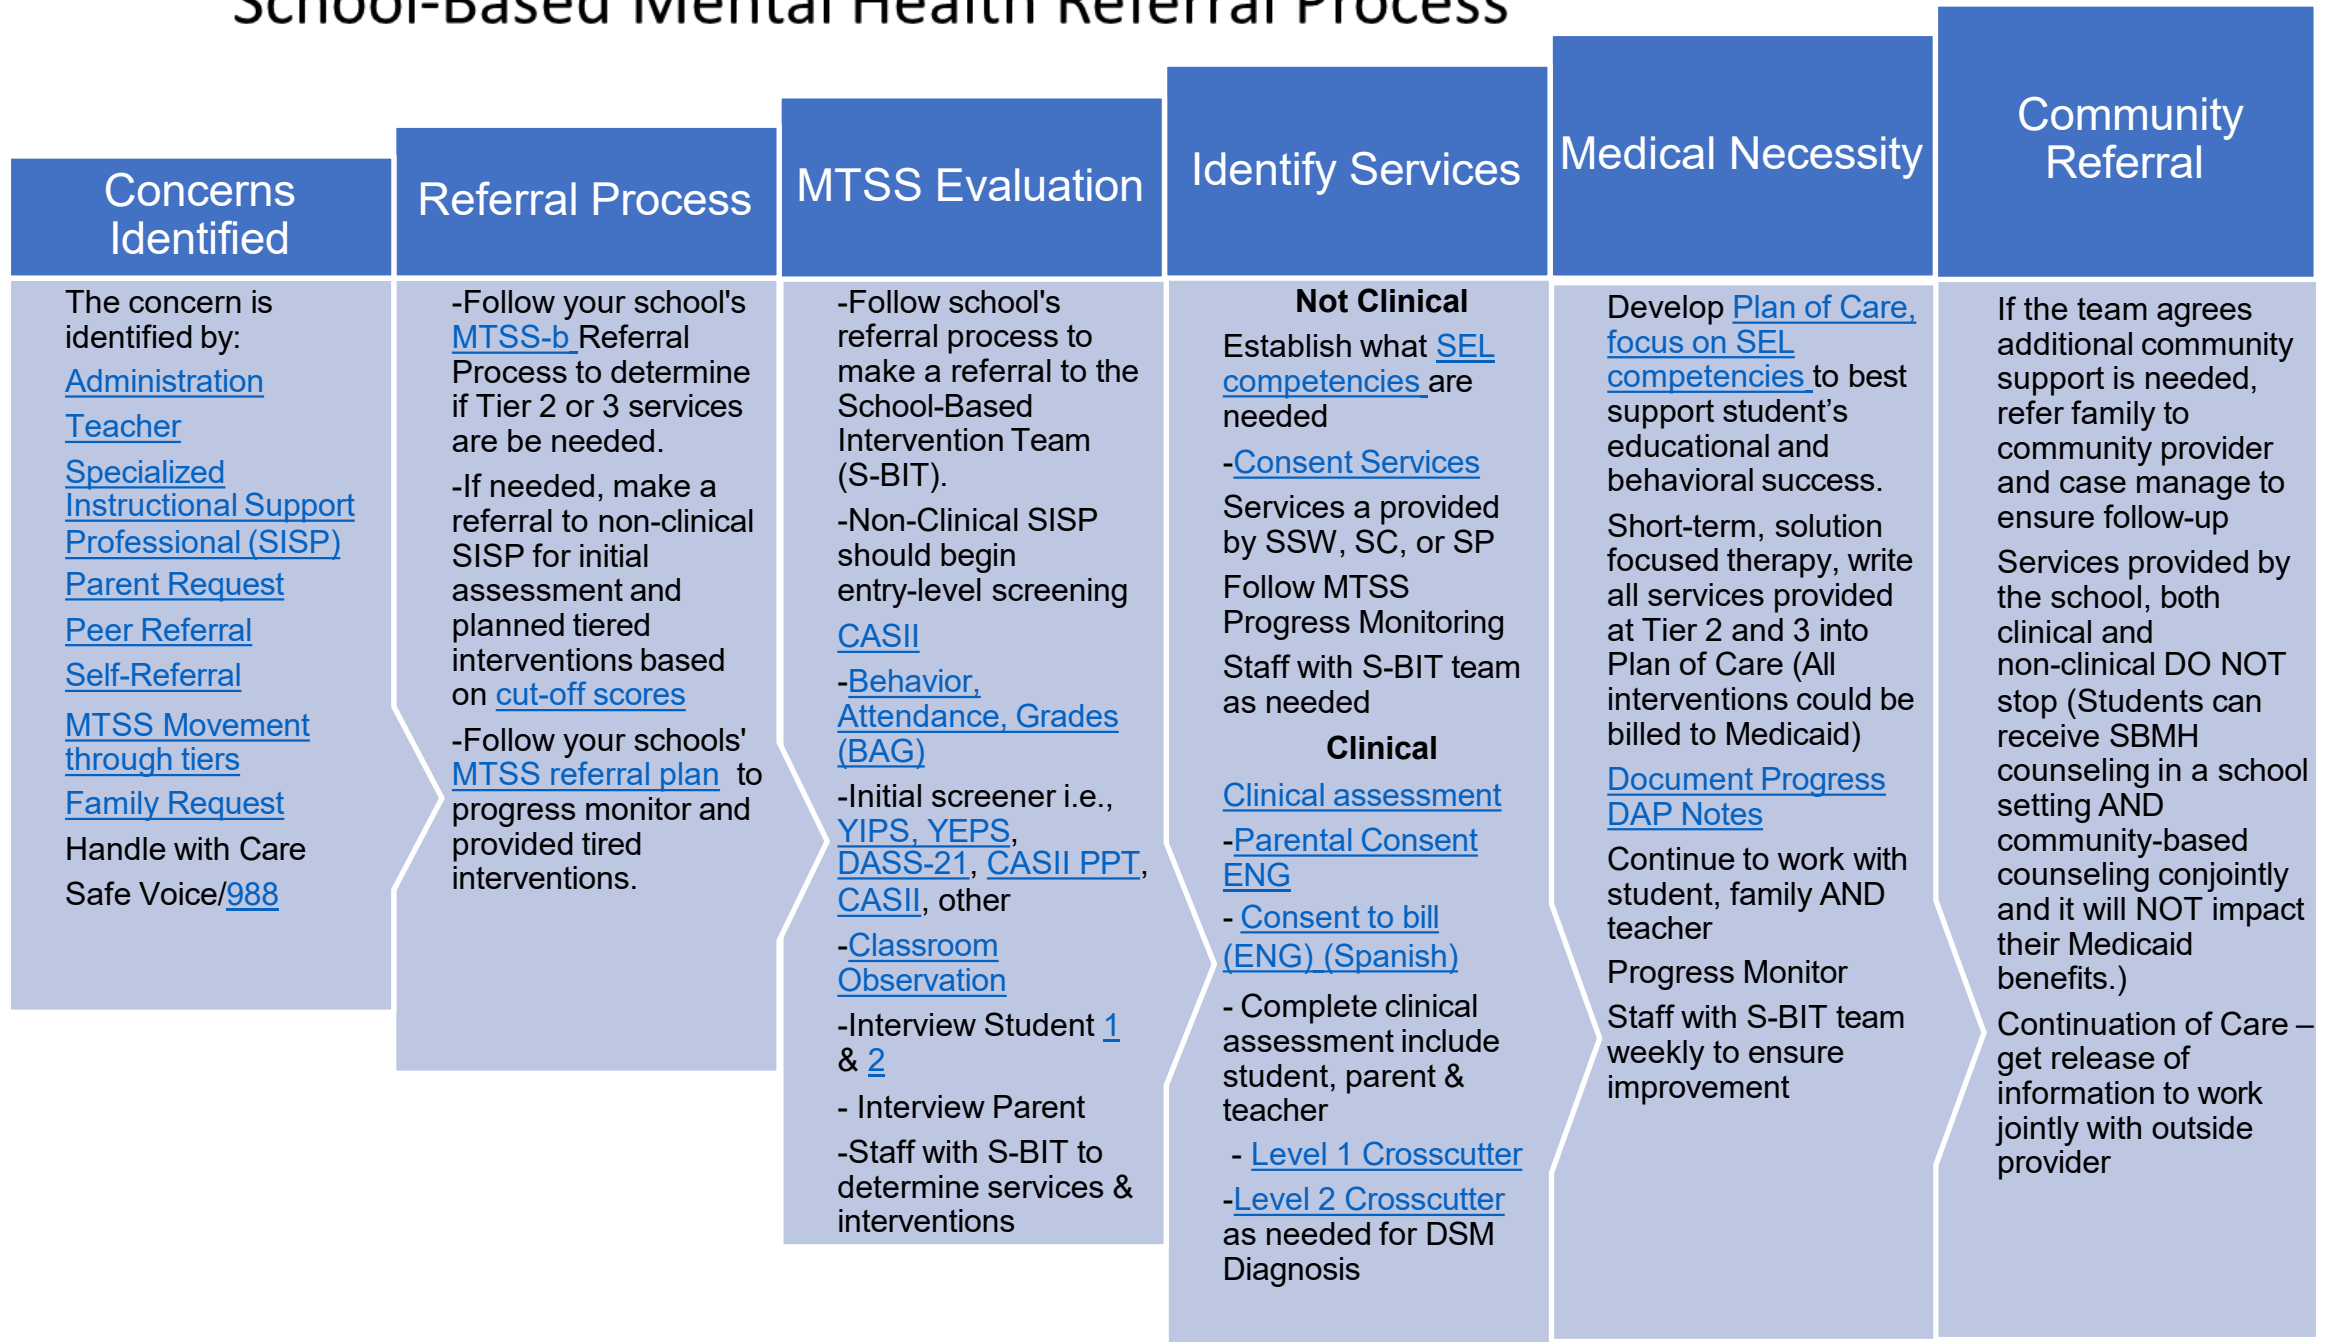 School-Based Mental Health Referral Process
Concerns
Identified
The concern is
identified by:
Administration
Teacher
Specialized
Instructional Support
Professional (SISP)
Parent Request
Peer Referral
Self-Referral
MTSS Movement
through tiers
Family Request
Handle with Care
Safe Voice/988
Referral Process
-Follow your school's
MTSS-b Referral
Process to determine
if Tier 2 or 3 services
are be needed.
-If needed, make a
referral to non-clinical
SISP for initial
assessment and
planned tiered
interventions based
on cut-off scores
-Follow your schools'
MTSS referral plan to
progress monitor and
provided tired
interventions.
MTSS Evaluation
-Follow school's
referral process to
make a referral to the
School-Based
Intervention Team
(S-BIT).
-Non-Clinical SISP
should begin
entry-level screening
CASII
-Behavior,
Attendance, Grades
(BAG)
-Initial screener i.e.,
YIPS, YEPS,
DASS-21, CASII PPT,
CASII, other
-Classroom
Observation
-Interview Student 1
& 2
- Interview Parent
-Staff with S-BIT to
determine services &
interventions
Identify Services
Not Clinical
Establish what SEL
competencies are
needed
-Consent Services
Services a provided
by SSW, SC, or SP
Follow MTSS
Progress Monitoring
Staff with S-BIT team
as needed
Clinical
Clinical assessment
-Parental Consent
ENG
- Consent to bill
(ENG) (Spanish)
- Complete clinical
assessment include
student, parent &
teacher
- Level 1 Crosscutter
-Level 2 Crosscutter
as needed for DSM
Diagnosis
Medical Necessity
Develop Plan of Care,
focus on SEL
competencies to best
support student’s
educational and
behavioral success.
Short-term, solution
focused therapy, write
all services provided
at Tier 2 and 3 into
Plan of Care (All
interventions could be
billed to Medicaid)
Document Progress
DAP Notes
Continue to work with
student, family AND
teacher
Progress Monitor
Staff with S-BIT team
weekly to ensure
improvement
Community
Referral
If the team agrees
additional community
support is needed,
refer family to
community provider
and case manage to
ensure follow-up
Services provided by
the school, both
clinical and
non-clinical DO NOT
stop (Students can
receive SBMH
counseling in a school
setting AND
community-based
counseling conjointly
and it will NOT impact
their Medicaid
benefits.)
Continuation of Care –
get release of
information to work
jointly with outside
provider